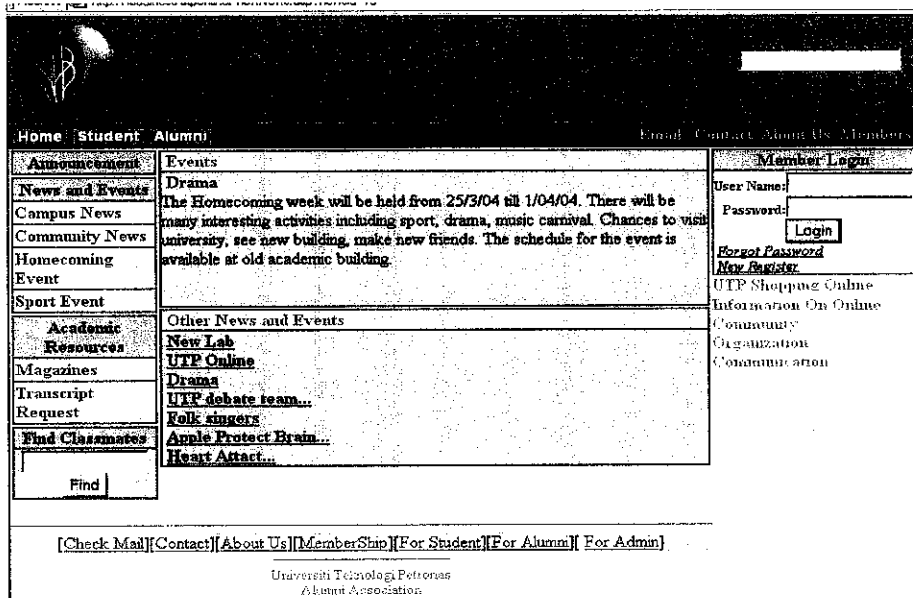 Home Student Alumni
Email Contact About Us Members
Announcement
News and Events
Campus News
Community News
Homecoming
Event
Sport Event
Academic
Resources
Magazines
Transcript
Request
Find Classmates
Find
Events
Drama
The Homecoming week will be held from 25/3/04 till 1/04/04. There will be
many interesting activities including sport, drama, music carnival. Chances to visit
university, see new building, make new friends. The schedule for the event is
available at old academic building.
Other News and Events
New Lab
UTP Online
Drama
UTP debate team...
Folk singers
Apple Protect Brain...
Heart Attact...
Member Login
User Name:
Password:
Login
Forgot Password
New Register
UTP Shopping Online
Information On Online
Community
Organization
Communication
[Check Mail][Contact][About Us][MemberShip][For Student][For Alumni][ For Admin]
Universiti Teknologi Petronas
Alumni Association